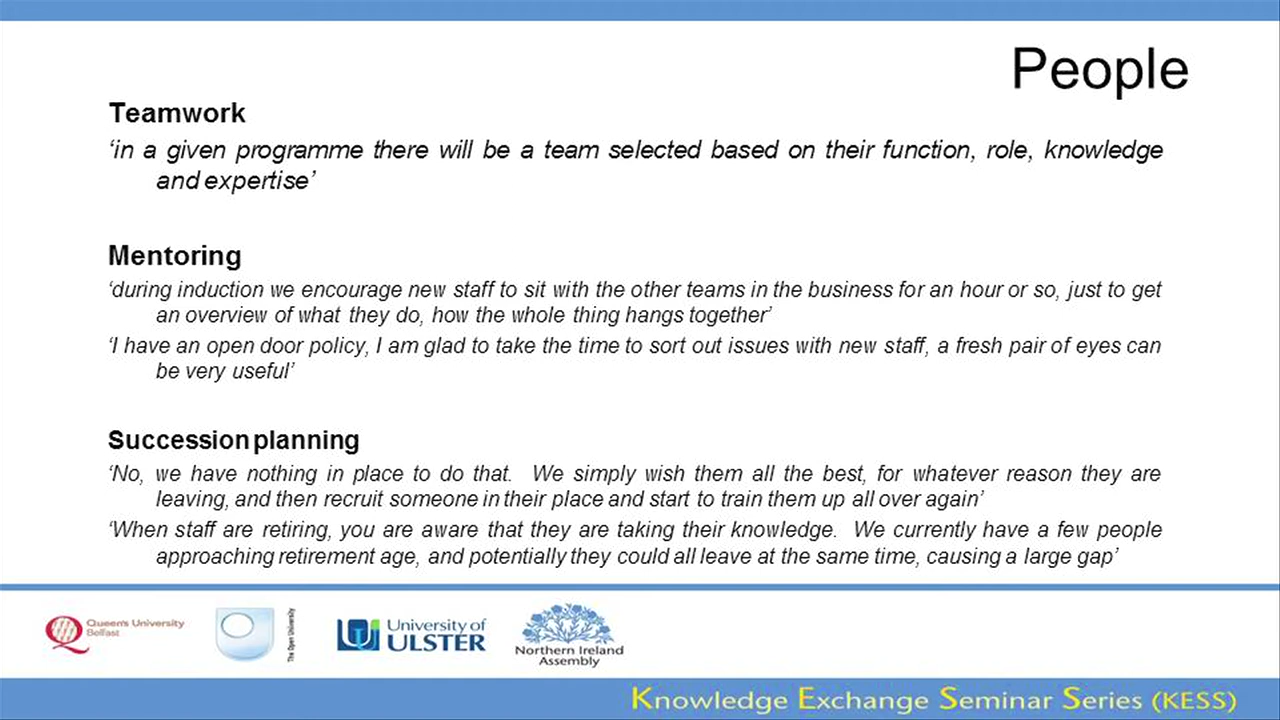 People
Teamwork
‘in a given programme there will be a team selected based on their function, role, knowledge
and expertise’
Mentoring
‘during induction we encourage new staff to sit with the other teams in the business for an hour or so, just to get
an overview of what they do, how the whole thing hangs together’
‘I have an open door policy, I am glad to take the time to sort out issues with new staff, a fresh pair of eyes can
be very useful’
Succession planning
‘No, we have nothing in place to do that. We simply wish them all the best, for whatever reason they are
leaving, and then recruit someone in their place and start to train them up all over again’
‘When staff are retiring, you are aware that they are taking their knowledge. We currently have a few people
approaching retirement age, and potentially they could all leave at the same time, causing a large gap’
Queen's University
Belfast
The Open University
University of
ULSTER
Northern Ireland
Assembly
Knowledge Exchange Seminar Series (KESS)